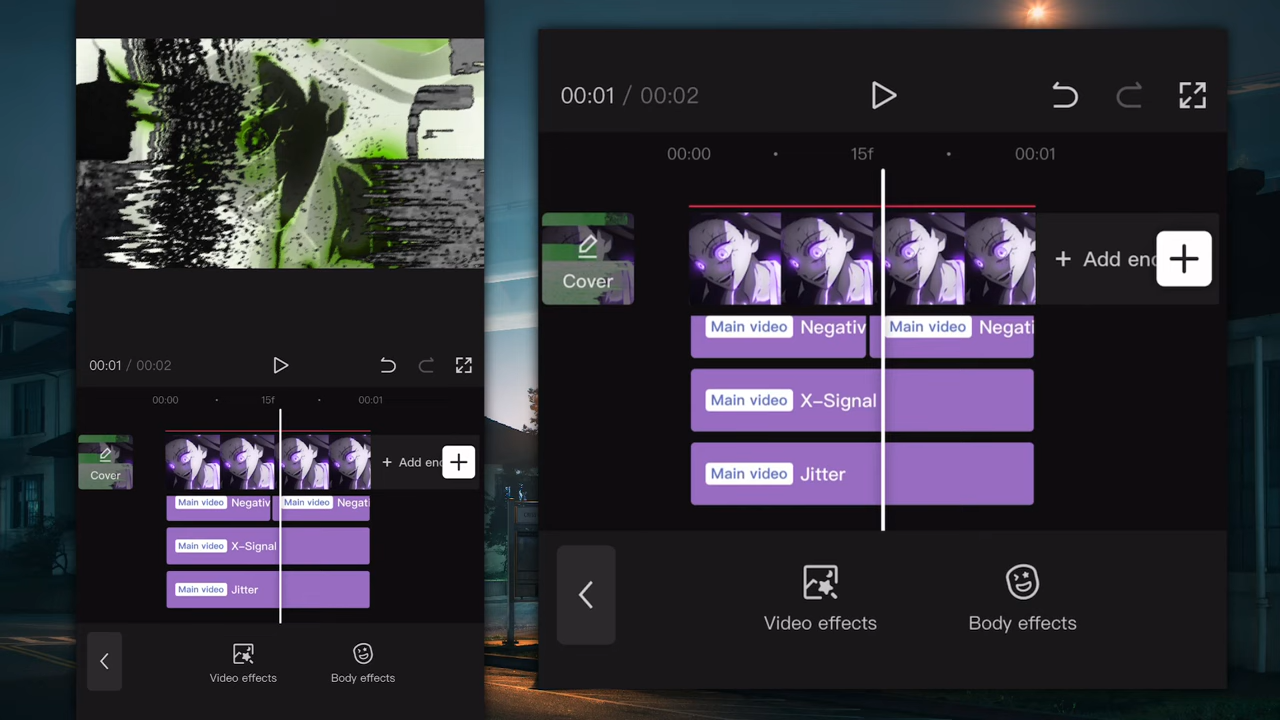 00:01 / 00:02
00:00 • 15f • 00:01
Cover
+ Add end
Main video Negativ Main video Negati
Main video X-Signal
Main video Jitter
Video effects Body effects
00:01 / 00:02
00:00 • 15f • 00:01
Cover
+ Add enc
Main video Negativ Main video Negati
Main video X-Signal
Main video Jitter
Video effects Body effects